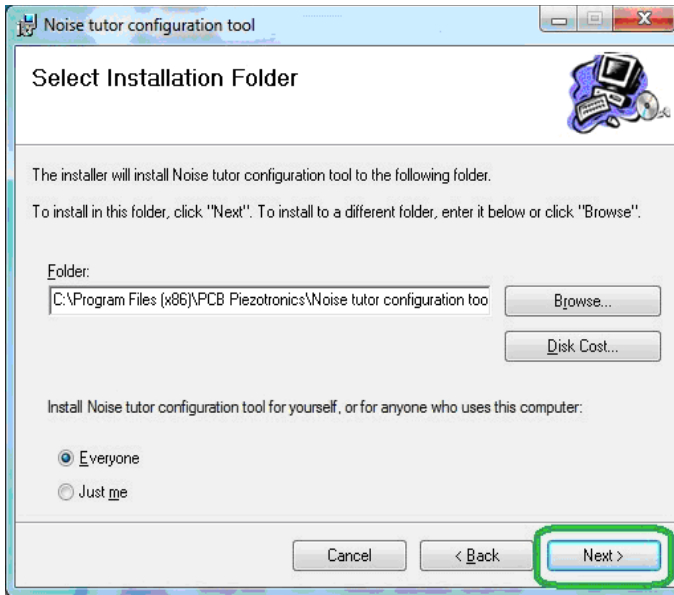 Noise tutor configuration tool
Select Installation Folder
The installer will install Noise tutor configuration tool to the following folder.
To install in this folder, click "Next". To install to a different folder, enter it below or click "Browse".
Folder:
C:\Program Files (x86)\PCB Piezotronics\Noise tutor configuration too
Browse...
Disk Cost...
Install Noise tutor configuration tool for yourself, or for anyone who uses this computer:
Everyone
Just me
Cancel
< Back
Next >